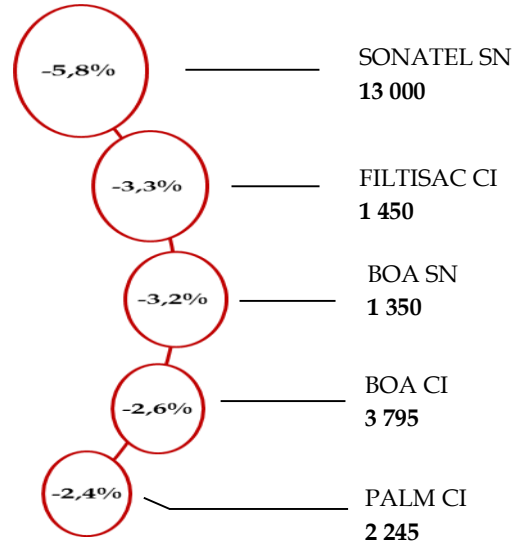 -5,8%
SONATEL SN
13 000
-3,3%
FILTISAC CI
1 450
-3,2%
BOA SN
1 350
-2,6%
BOA CI
3 795
-2,4%
PALM CI
2 245